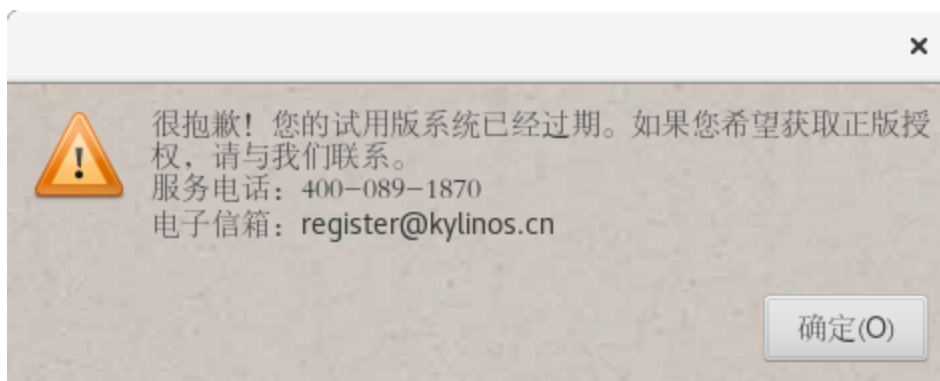 很抱歉！您的试用版系统已经过期。如果您希望获取正版授
权，请与我们联系。
服务电话：400-089-1870
电子信箱：register@kylinos.cn
确定(O)